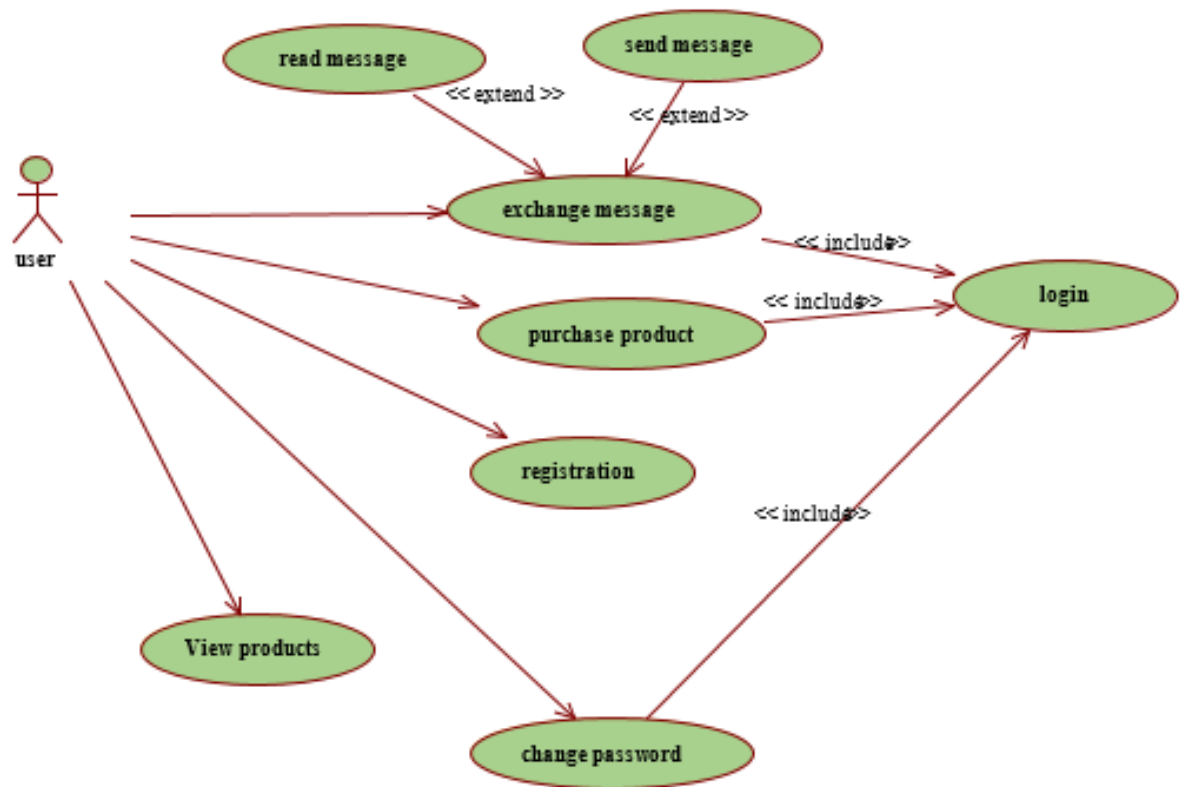 read message
send message
<< extend >>
<< extend >>
exchange message
user
<< include>>
login
<< include>>
purchase product
registration
<< include>>
View products
change password